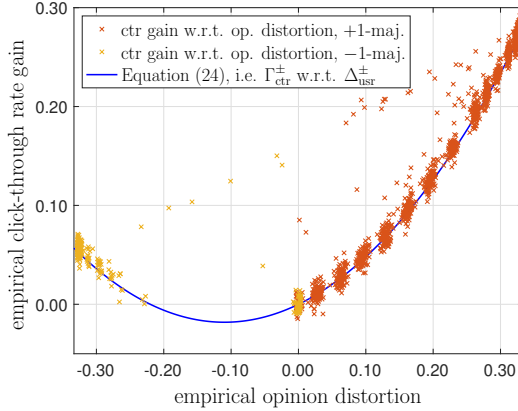 0.30
0.20
0.10
0.00
ctr gain w.r.t. op. distortion, +1-maj.
ctr gain w.r.t. op. distortion, −1-maj.
Equation (24), i.e. Γ±ctr w.r.t. Δ±usr
-0.30 -0.20 -0.10 0.00 0.10 0.20 0.30
empirical opinion distortion
empirical click-through rate gain